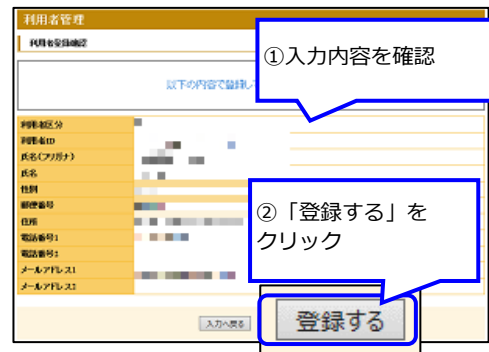 利用者管理
利用者登録確認
①入力内容を確認
以下の内容で登録し
利用者区分
利用者ID
氏名(フリガナ)
氏名
性別
郵便番号
住所
電話番号1
電話番号2
メールアドレス1
メールアドレス2
②「登録する」を
クリック
入力へ戻る
登録する